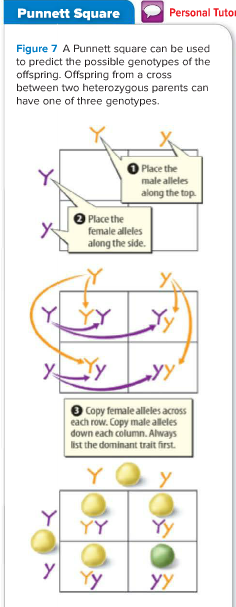 Punnett Square
Personal Tutor
Figure 7 A Punnett square can be used
to predict the possible genotypes of the
offspring. Offspring from a cross
between two heterozygous parents can
have one of three genotypes.
Y y
1 Place the
male alleles
along the top.
Y
2 Place the
female alleles
along the side.
y
Y y
Y YY Yy
y Yy yy
3 Copy female alleles across
each row. Copy male alleles
down each column. Always
list the dominant trait first.
Y y
Y YY Yy
y Yy yy